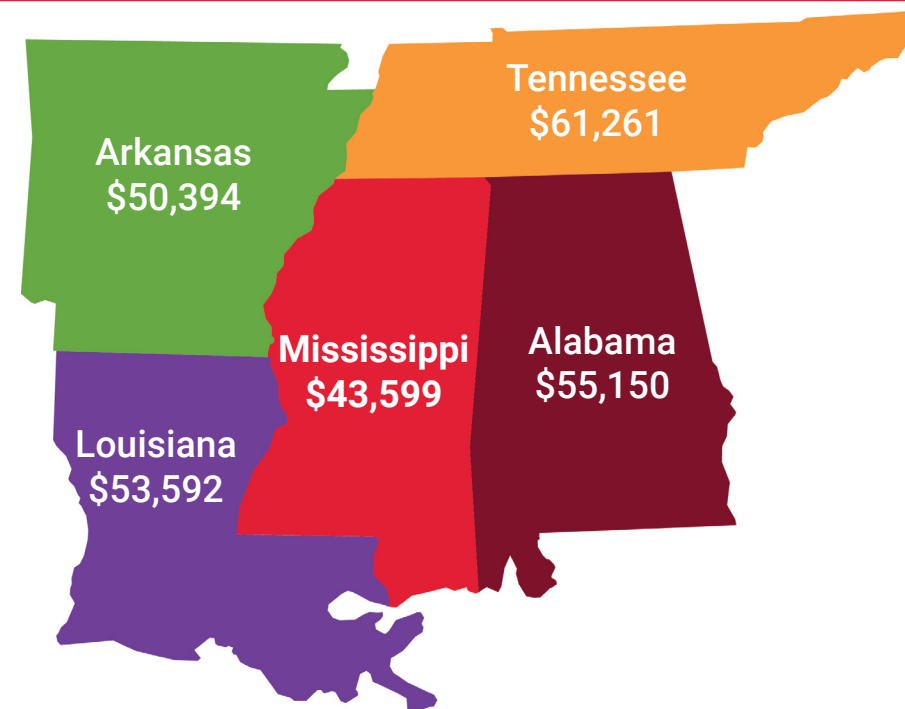 Tennessee
$61,261
Arkansas
$50,394
Mississippi
$43,599
Alabama
$55,150
Louisiana
$53,592